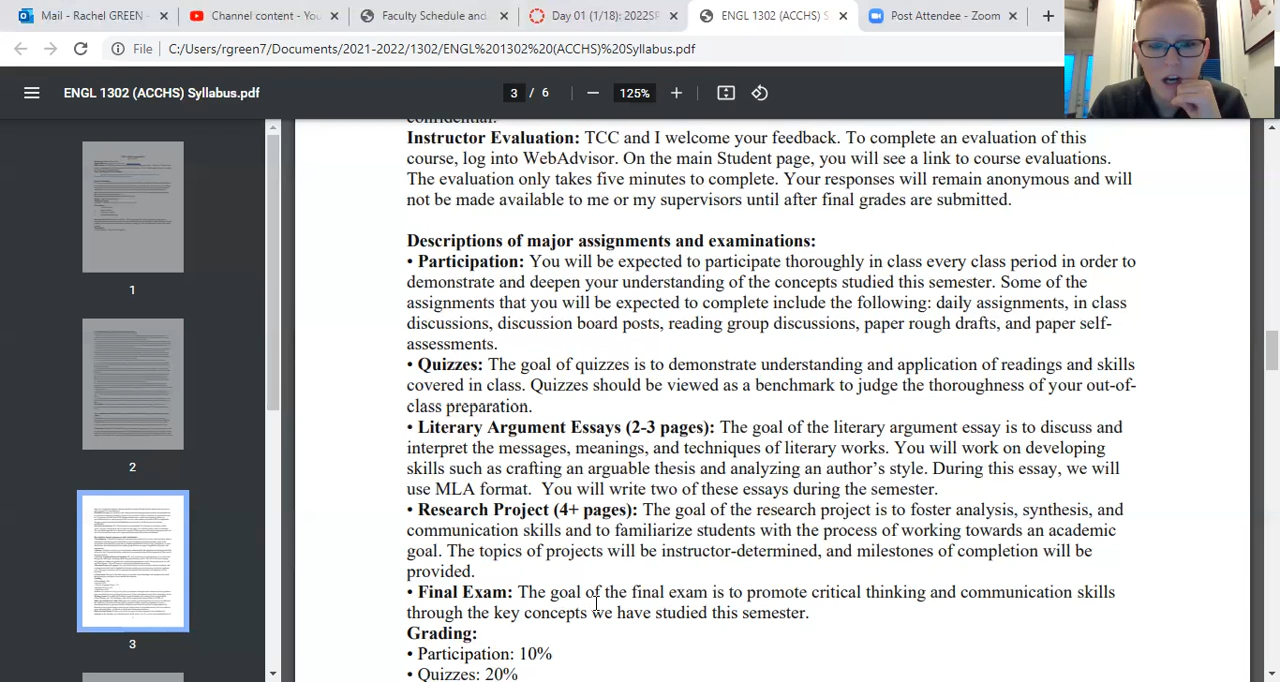 Mail - Rachel GREEN - 
Channel content - You
Faculty Schedule and
Day 01 (1/18): 2022SP
ENGL 1302 (ACCHS) S
Post Attendee - Zoom
File
C:/Users/rgreen7/Documents/2021-2022/1302/ENGL%201302%20(ACCHS)%20Syllabus.pdf
ENGL 1302 (ACCHS) Syllabus.pdf
3 / 6
125%
confidential.
Instructor Evaluation: TCC and I welcome your feedback. To complete an evaluation of this
course, log into WebAdvisor. On the main Student page, you will see a link to course evaluations.
The evaluation only takes five minutes to complete. Your responses will remain anonymous and will
not be made available to me or my supervisors until after final grades are submitted.
Descriptions of major assignments and examinations:
• Participation: You will be expected to participate thoroughly in class every class period in order to
demonstrate and deepen your understanding of the concepts studied this semester. Some of the
assignments that you will be expected to complete include the following: daily assignments, in class
discussions, discussion board posts, reading group discussions, paper rough drafts, and paper self-
assessments.
• Quizzes: The goal of quizzes is to demonstrate understanding and application of readings and skills
covered in class. Quizzes should be viewed as a benchmark to judge the thoroughness of your out-of-
class preparation.
• Literary Argument Essays (2-3 pages): The goal of the literary argument essay is to discuss and
interpret the messages, meanings, and techniques of literary works. You will work on developing
skills such as crafting an arguable thesis and analyzing an author's style. During this essay, we will
use MLA format.  You will write two of these essays during the semester.
• Research Project (4+ pages): The goal of the research project is to foster analysis, synthesis, and
communication skills and to familiarize students with the process of working towards an academic
goal. The topics of projects will be instructor-determined, and milestones of completion will be
provided.
• Final Exam: The goal of the final exam is to promote critical thinking and communication skills
through the key concepts we have studied this semester.
Grading:
• Participation: 10%
• Quizzes: 20%
1
2
3